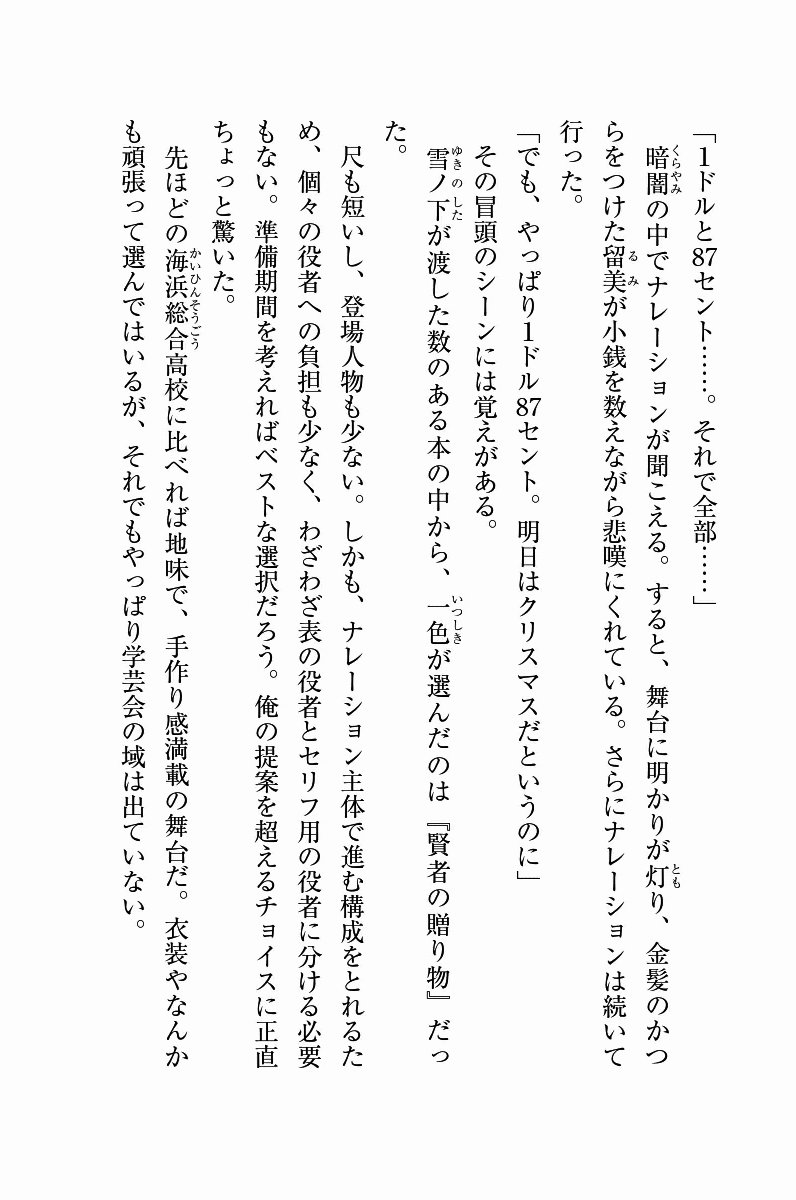 「1ドルと87セント……。それで全部……」
暗闇の中でナレーションが聞こえる。すると、舞台に明かりが灯り、金髪のかつ
らをつけた留美が小銭を数えながら悲嘆にくれている。さらにナレーションは続いて
行った。
「でも、やっぱり1ドル87セント。明日はクリスマスだというのに」
その冒頭のシーンには覚えがある。
雪ノ下が渡した数のある本の中から、一色が選んだのは『賢者の贈り物』だっ
た。
尺も短いし、登場人物も少ない。しかも、ナレーション主体で進む構成をとれるた
め、個々の役者への負担も少なく、わざわざ表の役者とセリフ用の役者に分ける必要
もない。準備期間を考えればベストな選択だろう。俺の提案を超えるチョイスに正直
ちょっと驚いた。
先ほどの海浜総合高校に比べれば地味で、手作り感満載の舞台だ。衣装やなんか
も頑張って選んではいるが、それでもやっぱり学芸会の域は出ていない。